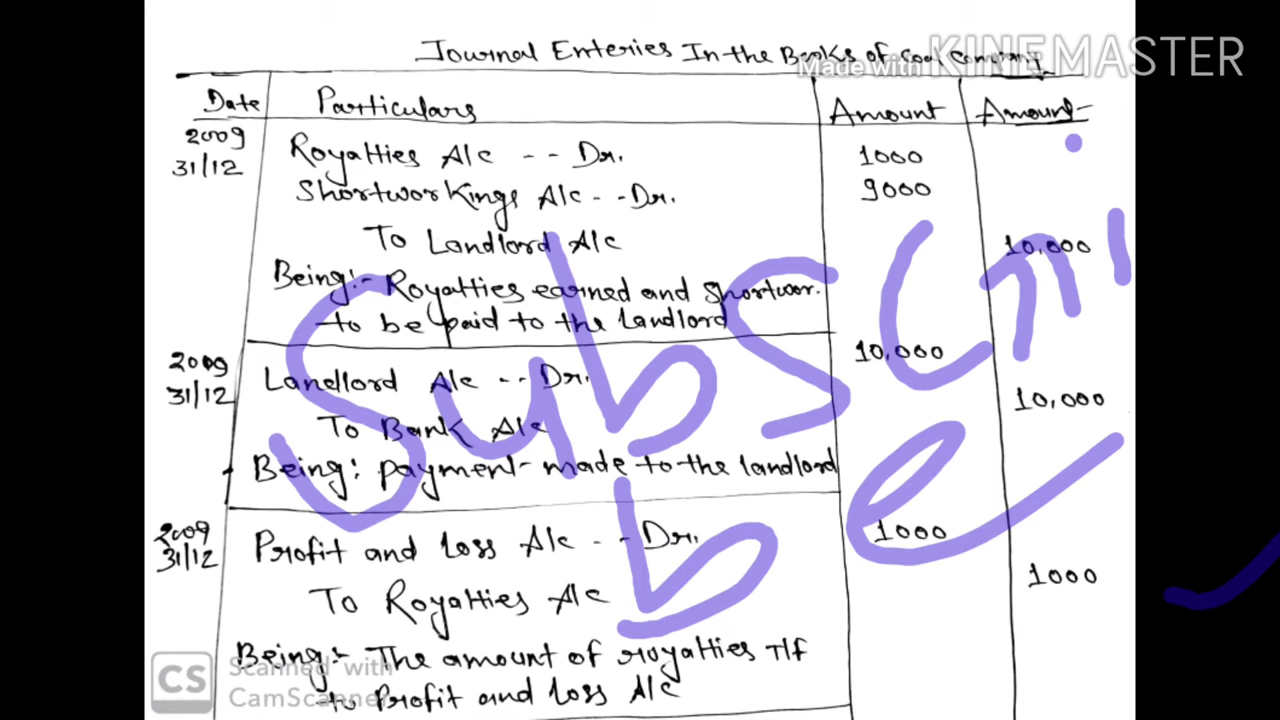 Journal Enteries In the Books of Coal Company
Made with KINEMASTER
Date Particulars Amount Amount
2009
31/12 Royalties A/c -- Dr. 1000
Shortworkings A/c - -Dr. 9000
To Landlord A/c 10,000
Being:- Royalties earned and shortwor.
to be paid to the landlord
2009
31/12 Landlord A/c -- Dr. 10,000
To Bank A/c 10,000
Being: payment made to the landlord
2009
31/12 Profit and loss A/c -- Dr. 1000
To Royalties A/c 1000
Being:- The amount of royalties T/f
to Profit and loss A/c
Subscri
be
CS Scanned with
CamScanner